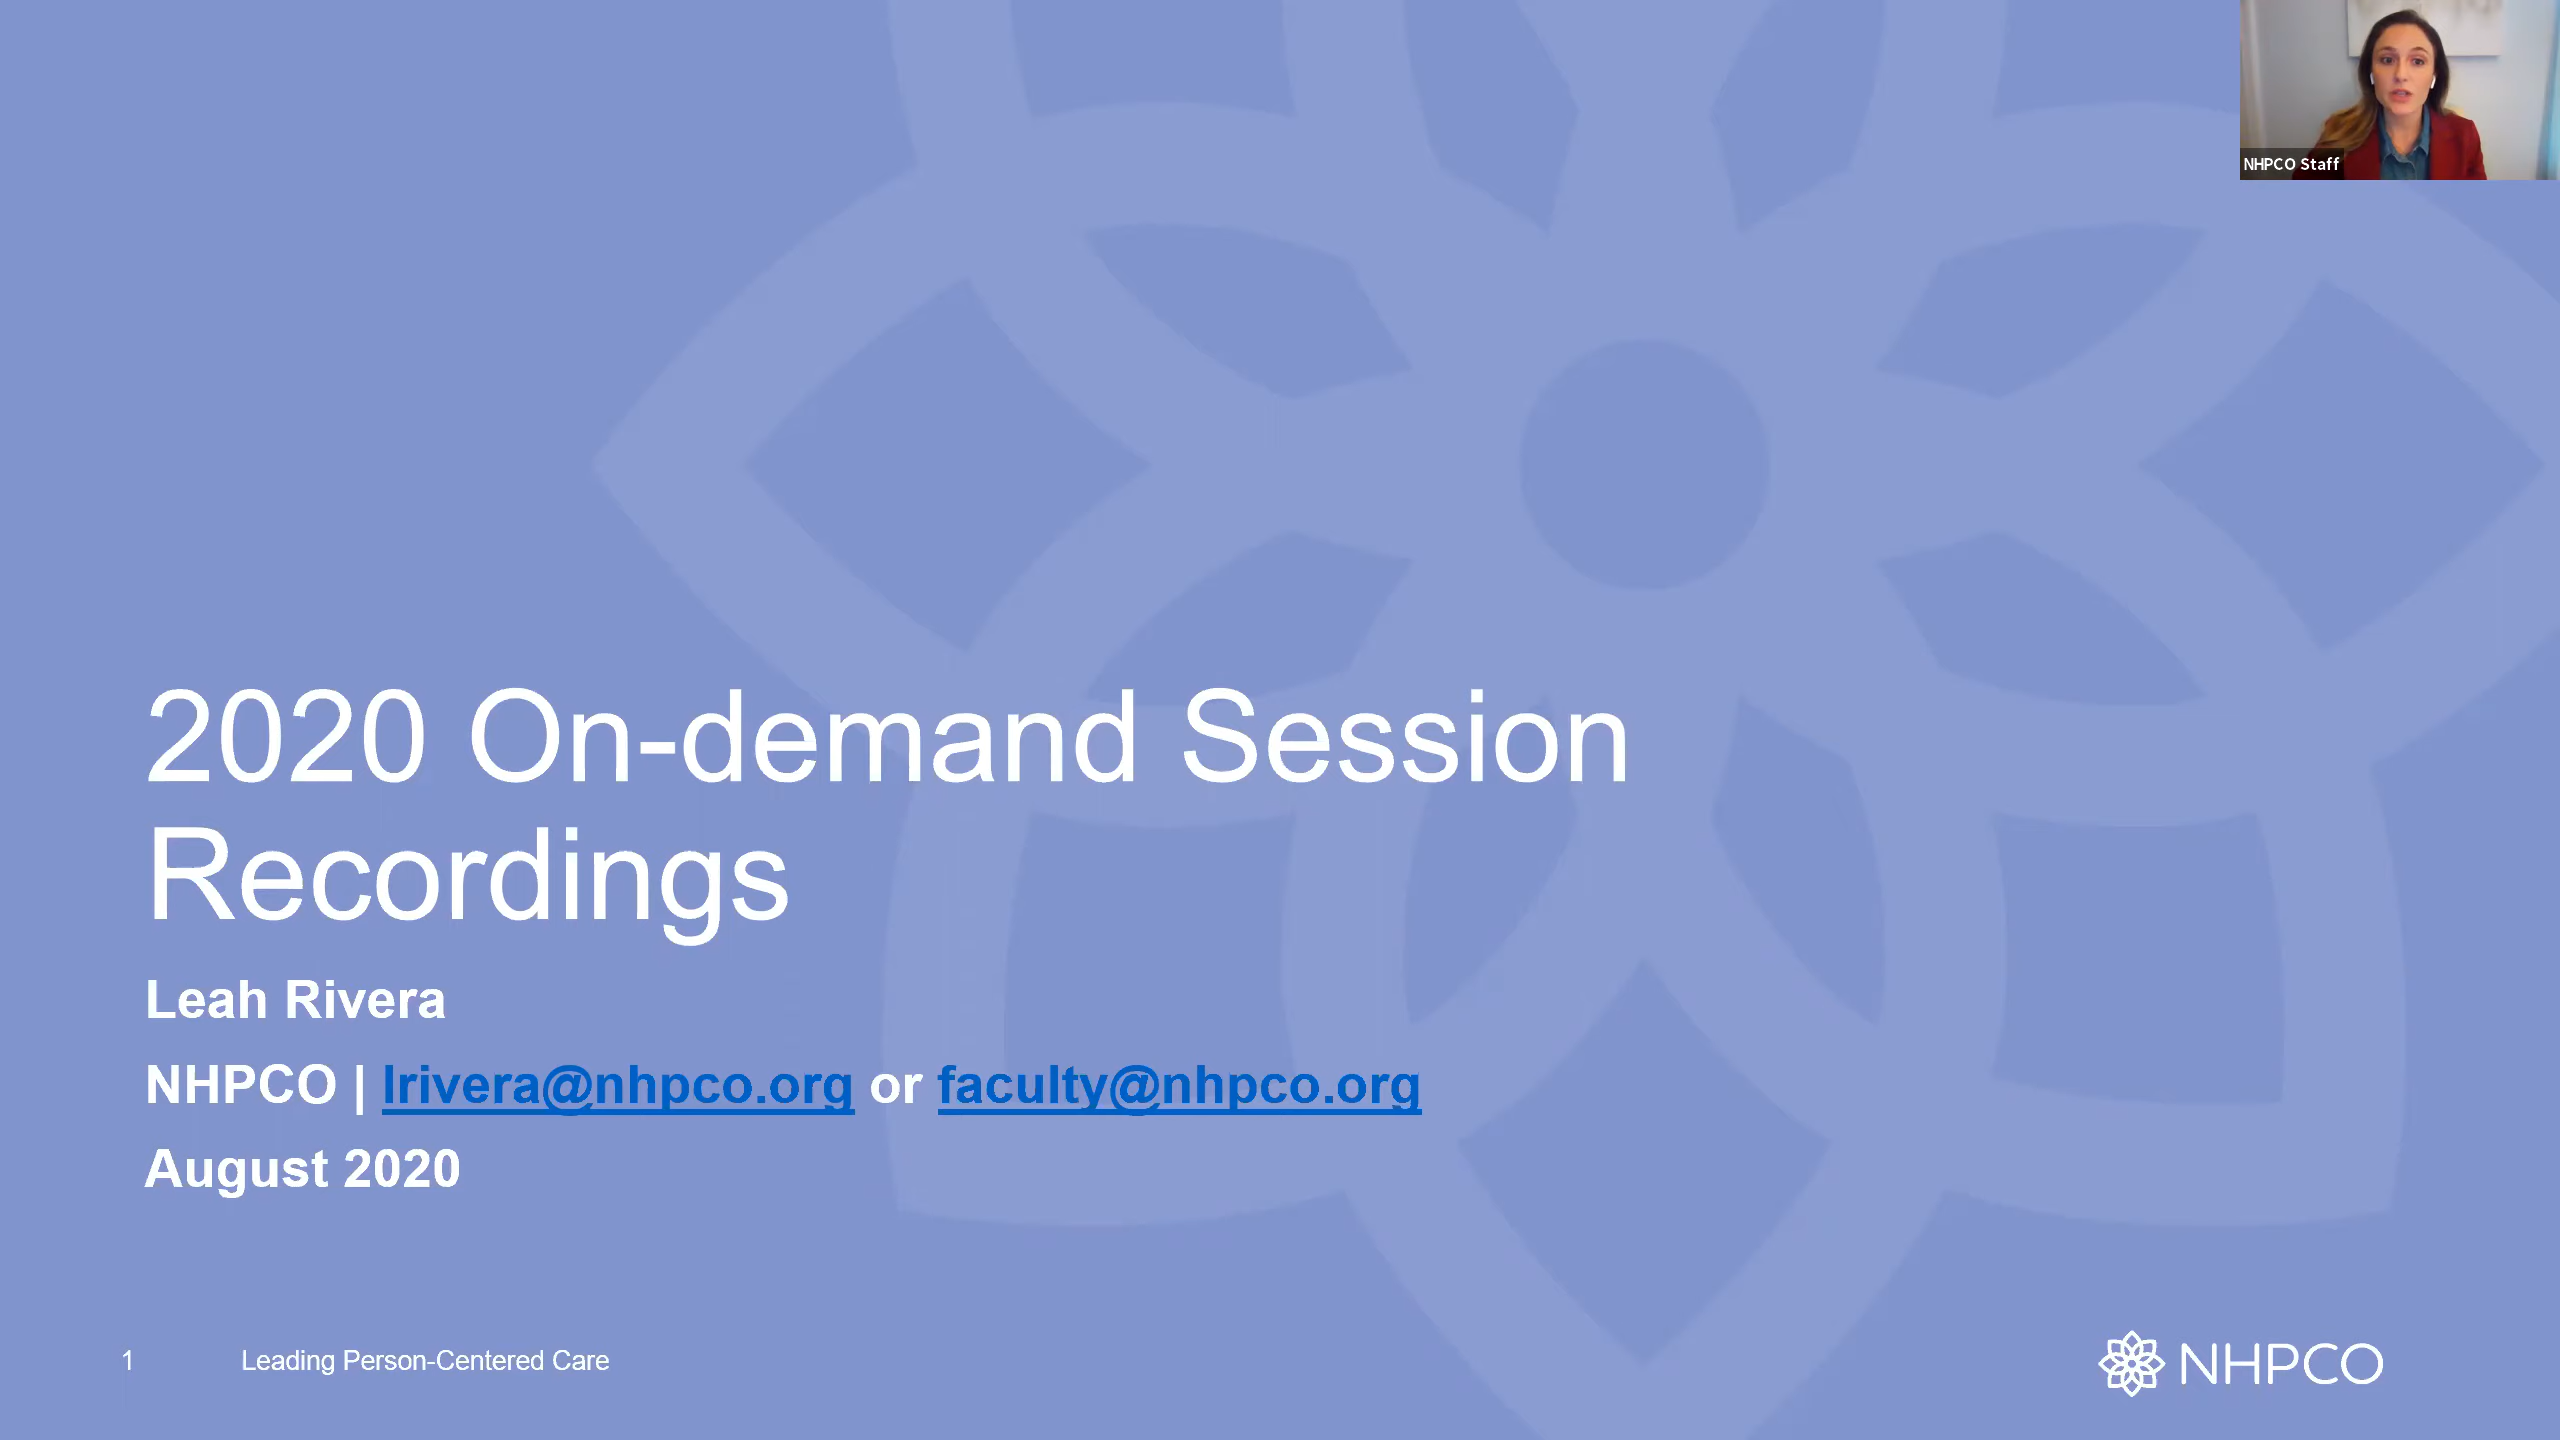 NHPCO Staff
2020 On-demand Session
Recordings
Leah Rivera
NHPCO | lrivera@nhpco.org or faculty@nhpco.org
August 2020
1 Leading Person-Centered Care
NHPCO